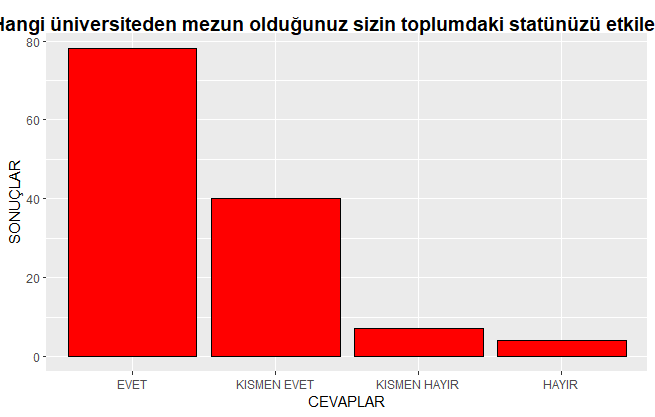 Hangi üniversiteden mezun olduğunuz sizin toplumdaki statünüzü etkile
80
60
40
20
0
SONUÇLAR
EVET KISMEN EVET KISMEN HAYIR HAYIR
CEVAPLAR